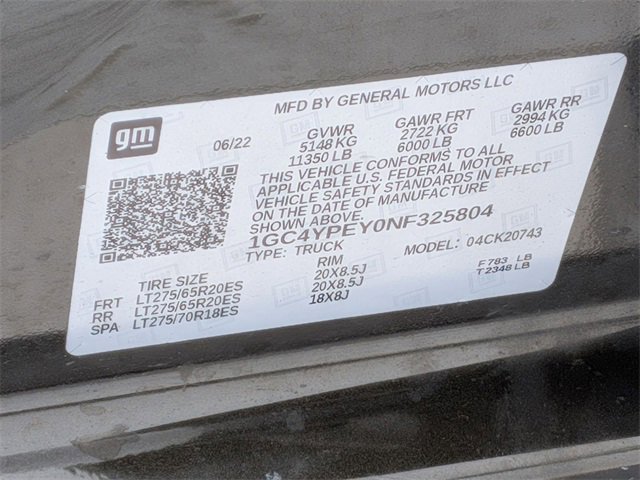 MFD BY GENERAL MOTORS LLC
gm
06/22
GVWR
5148 KG
11350 LB
GAWR FRT
2722 KG
6000 LB
GAWR RR
2994 KG
6600 LB
THIS VEHICLE CONFORMS TO ALL
APPLICABLE U.S. FEDERAL MOTOR
VEHICLE SAFETY STANDARDS IN EFFECT
ON THE DATE OF MANUFACTURE
SHOWN ABOVE.
1GC4YPEY0NF325804
TYPE: TRUCK MODEL: 04CK20743
TIRE SIZE RIM
FRT LT275/65R20ES 20X8.5J
RR LT275/65R20ES 20X8.5J
SPA LT275/70R18ES 18X8J
F 783 LB
T 2348 LB